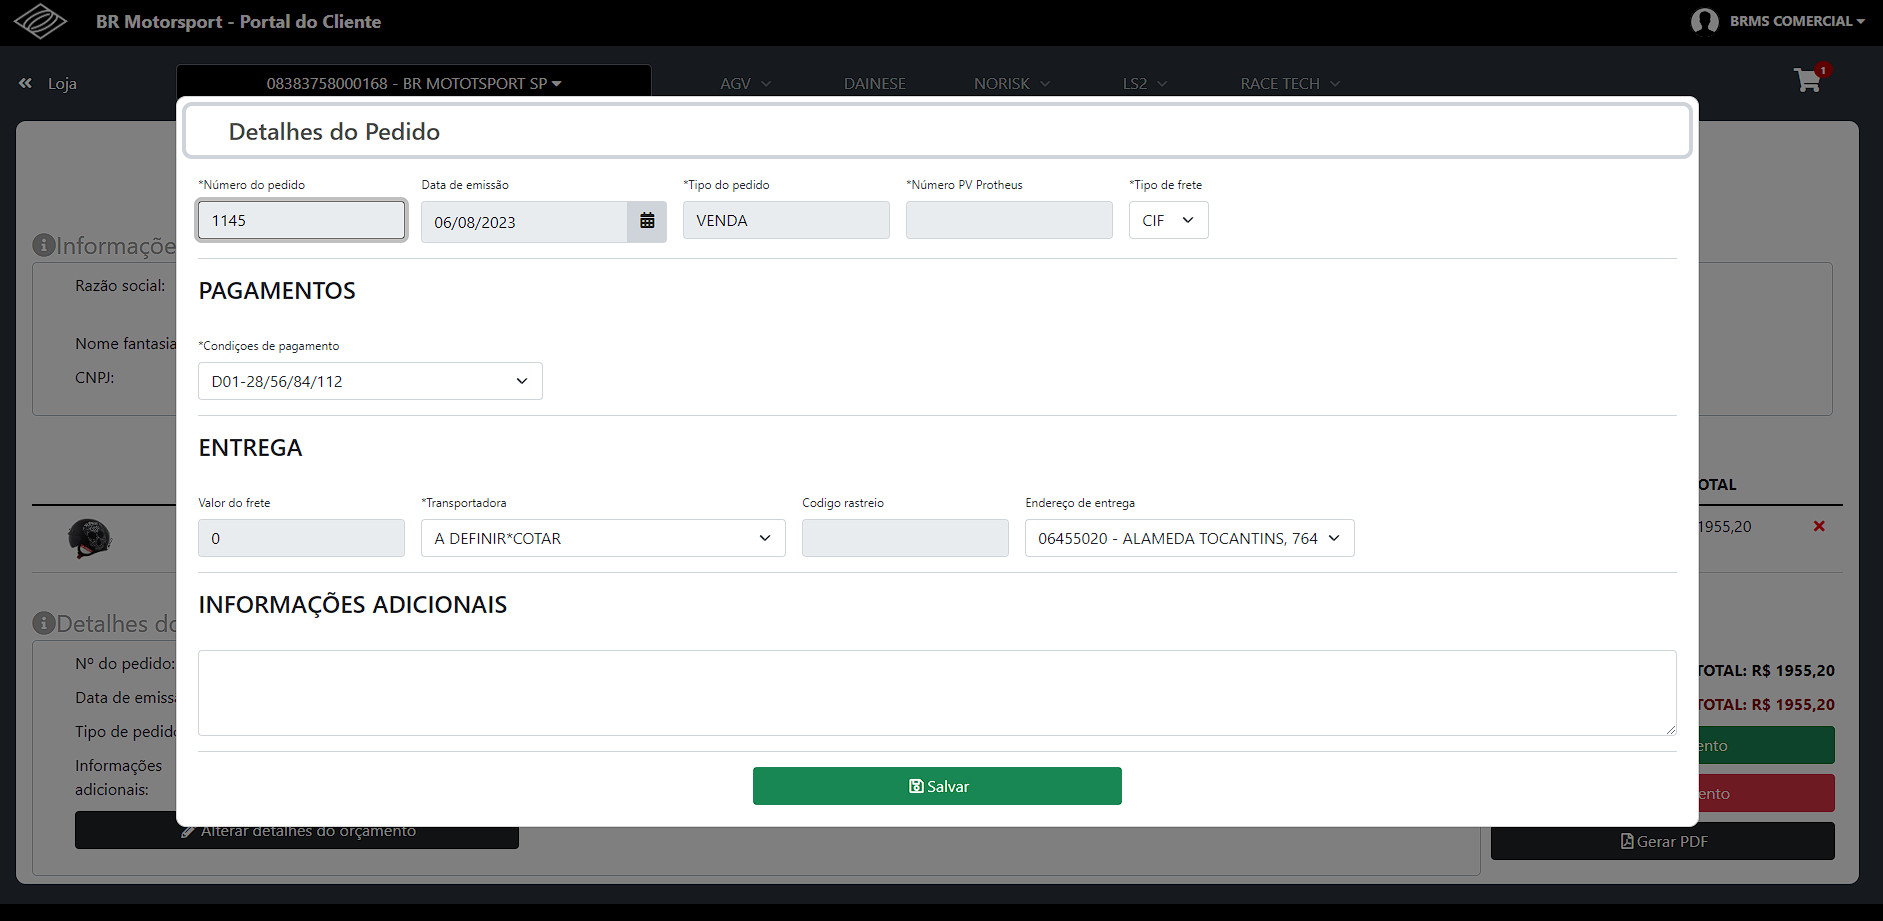 BR Motorsport - Portal do Cliente
BRMS COMERCIAL
Loja
08383758000168 - BR MOTOTSPORT SP
AGV
DAINESE
NORISK
LS2
RACE TECH
1
Detalhes do Pedido
*Número do pedido
Data de emissão
*Tipo do pedido
*Número PV Protheus
*Tipo de frete
1145
06/08/2023
VENDA
CIF
PAGAMENTOS
*Condiçoes de pagamento
D01-28/56/84/112
ENTREGA
Valor do frete
*Transportadora
Codigo rastreio
Endereço de entrega
0
A DEFINIR*COTAR
06455020 - ALAMEDA TOCANTINS, 764
INFORMAÇÕES ADICIONAIS
Salvar
Informaçõe
Razão social:
Nome fantasia
CNPJ:
OTAL
1955,20
Detalhes do
Nº do pedido:
Data de emiss
Tipo de pedido
Informações
adicionais:
Alterar detalhes do orçamento
TOTAL: R$ 1955,20
TOTAL: R$ 1955,20
ento
ento
Gerar PDF